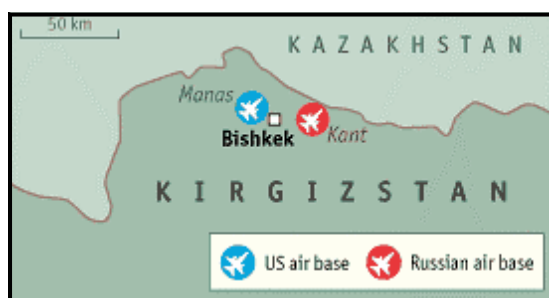 50 km
KAZAKHSTAN
Manas
Bishkek
Kant
KIRGIZSTAN
US air base
Russian air base